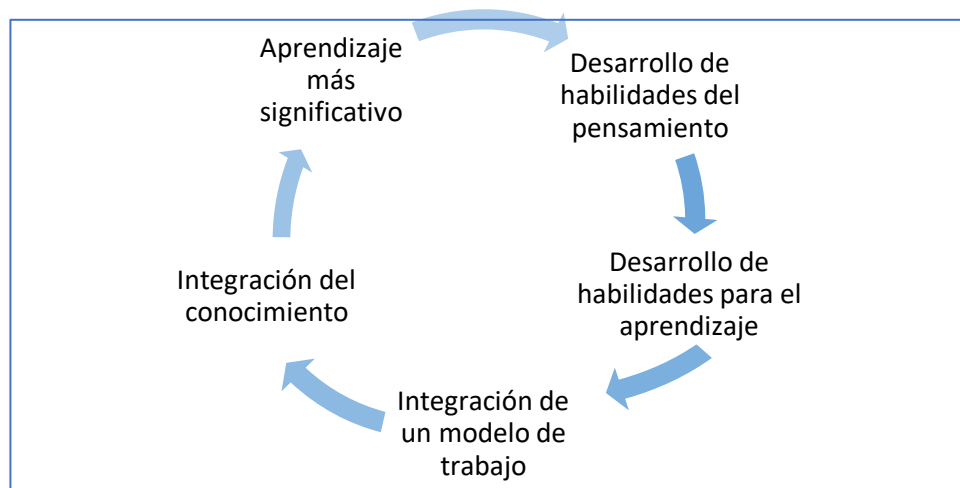 Aprendizaje
más
significativo
Desarrollo de
habilidades del
pensamiento
Desarrollo de
habilidades para el
aprendizaje
Integración de
un modelo de
trabajo
Integración del
conocimiento